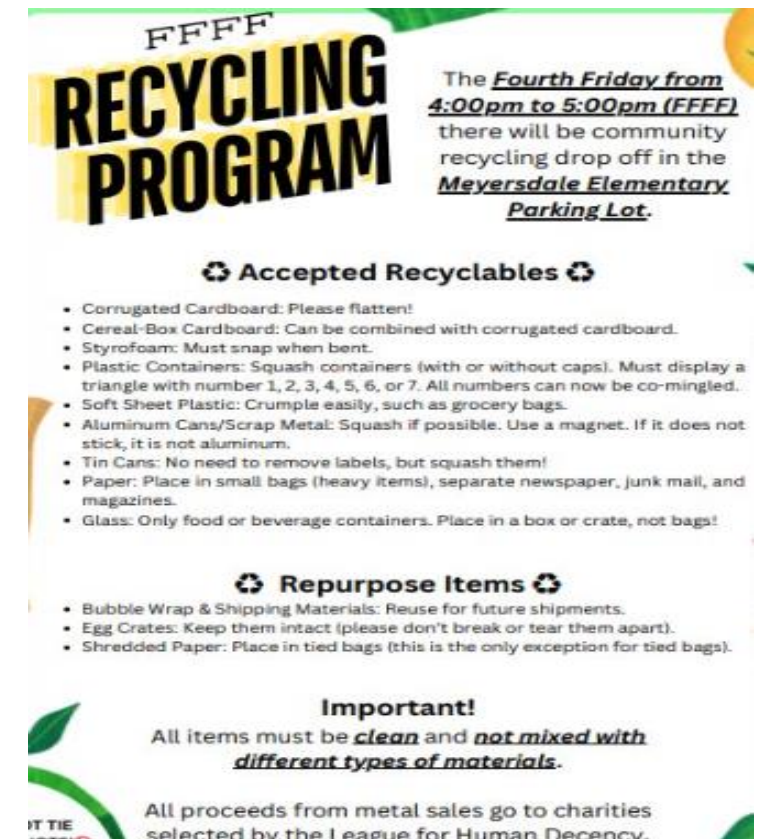 FFFF
RECYCLING
PROGRAM
The Fourth Friday from
4:00pm to 5:00pm (FFFF)
there will be community
recycling drop off in the
Meyersdale Elementary
Parking Lot.
♻ Accepted Recyclables ♻
• Corrugated Cardboard: Please flatten!
• Cereal-Box Cardboard: Can be combined with corrugated cardboard.
• Styrofoam: Must snap when bent.
• Plastic Containers: Squash containers (with or without caps). Must display a
triangle with number 1, 2, 3, 4, 5, 6, or 7. All numbers can now be co-mingled.
• Soft Sheet Plastic: Crumple easily, such as grocery bags.
• Aluminum Cans/Scrap Metal: Squash if possible. Use a magnet. If it does not
stick, it is not aluminum.
• Tin Cans: No need to remove labels, but squash them!
• Paper: Place in small bags (heavy items), separate newspaper, junk mail, and
magazines.
• Glass: Only food or beverage containers. Place in a box or crate, not bags!
♻ Repurpose Items ♻
• Bubble Wrap & Shipping Materials: Reuse for future shipments.
• Egg Crates: Keep them intact (please don't break or tear them apart).
• Shredded Paper: Place in tied bags (this is the only exception for tied bags).
Important!
All items must be clean and not mixed with
different types of materials.
All proceeds from metal sales go to charities
selected by the League for Human Decency.
TIE